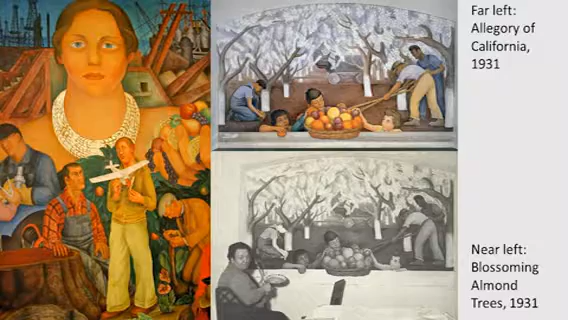 Far left:
Allegory of
California,
1931
Near left:
Blossoming
Almond
Trees, 1931